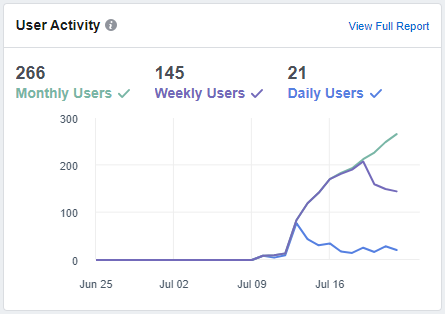 User Activity
View Full Report
266 145 21
Monthly Users Weekly Users Daily Users
300
200
100
0
Jun 25 Jul 02 Jul 09 Jul 16